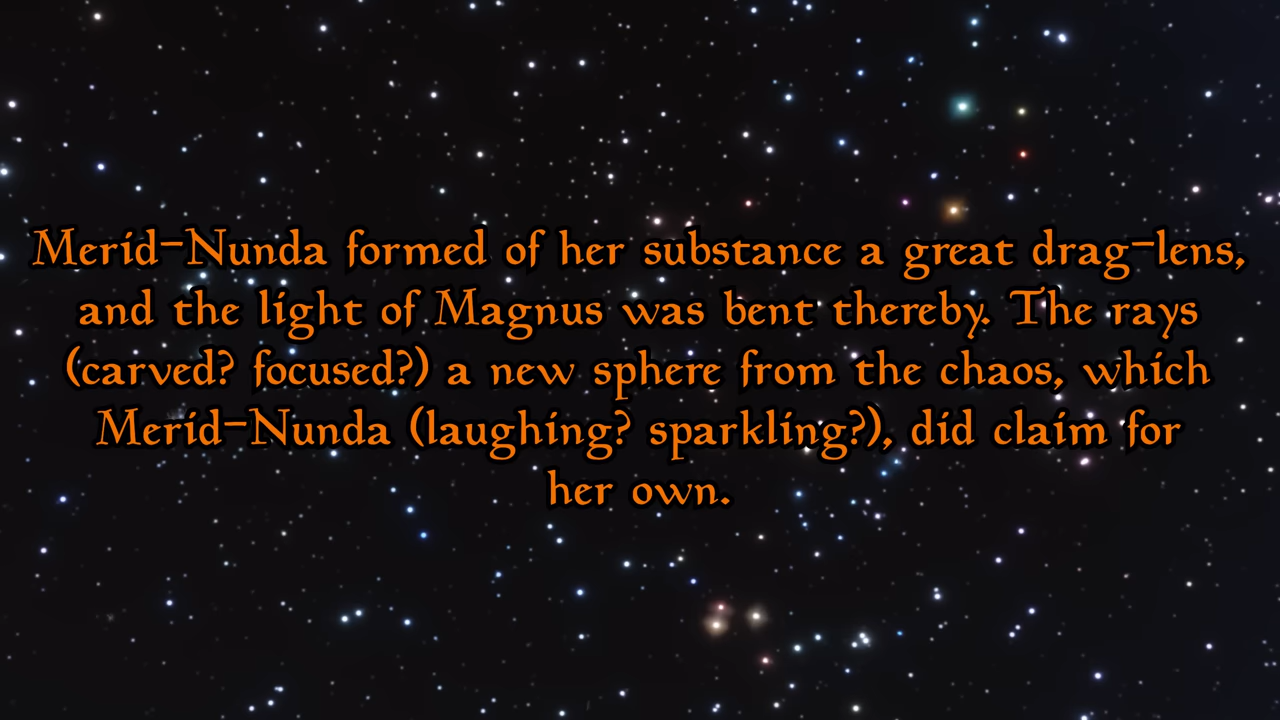 Merid-Nunda formed of her substance a great drag-lens,
and the light of Magnus was bent thereby. The rays
(carved? focused?) a new sphere from the chaos, which
Merid-Nunda (laughing? sparkling?), did claim for
her own.